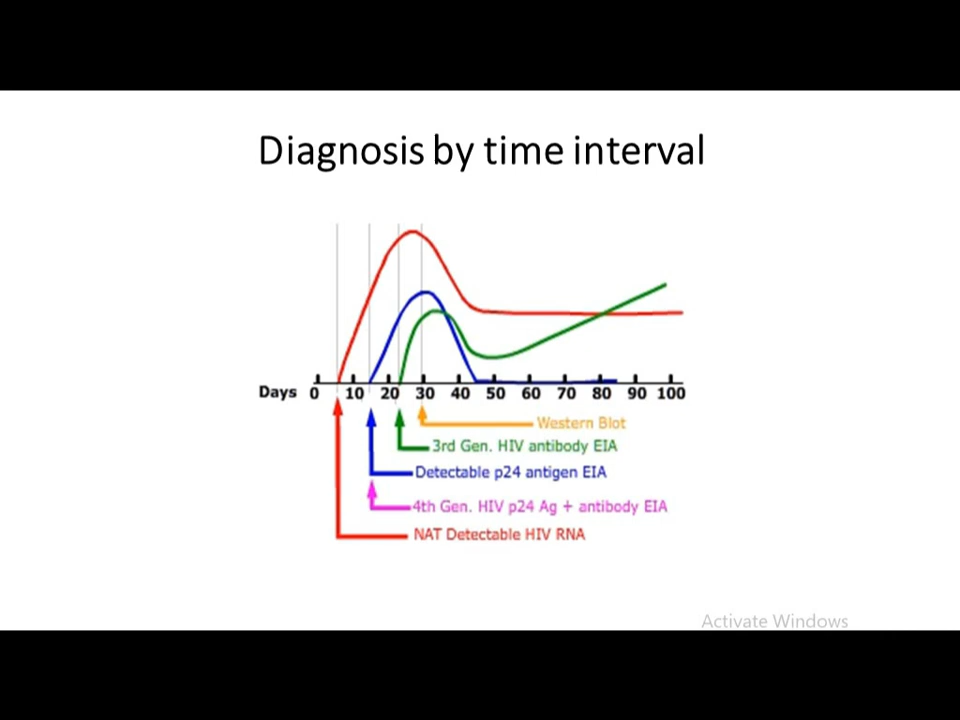 Diagnosis by time interval
Days 0 10 20 30 40 50 60 70 80 90 100
Western Blot
3rd Gen. HIV antibody EIA
Detectable p24 antigen EIA
4th Gen. HIV p24 Ag + antibody EIA
NAT Detectable HIV RNA
Activate Windows